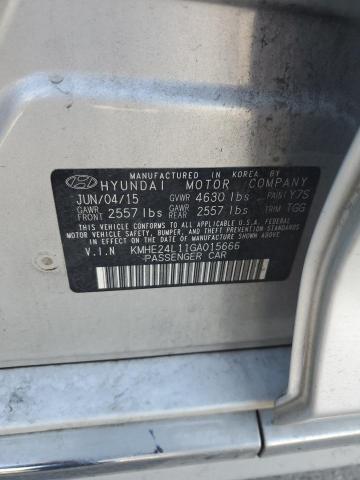 MANUFACTURED IN KOREA BY
HYUNDAI MOTOR COMPANY
JUN/04/15 GVWR 4630 lbs PAINT Y7S
GAWR FRONT 2557 lbs GAWR REAR 2557 lbs TRIM TGG
THIS VEHICLE CONFORMS TO ALL APPLICABLE
U.S. FEDERAL MOTOR VEHICLE SAFETY, BUMPER, AND THEFT
PREVENTION STANDARDS IN EFFECT ON THE DATE
OF MANUFACTURE SHOWN ABOVE.
V.I.N KMHE24L11GA015666
-PASSENGER CAR